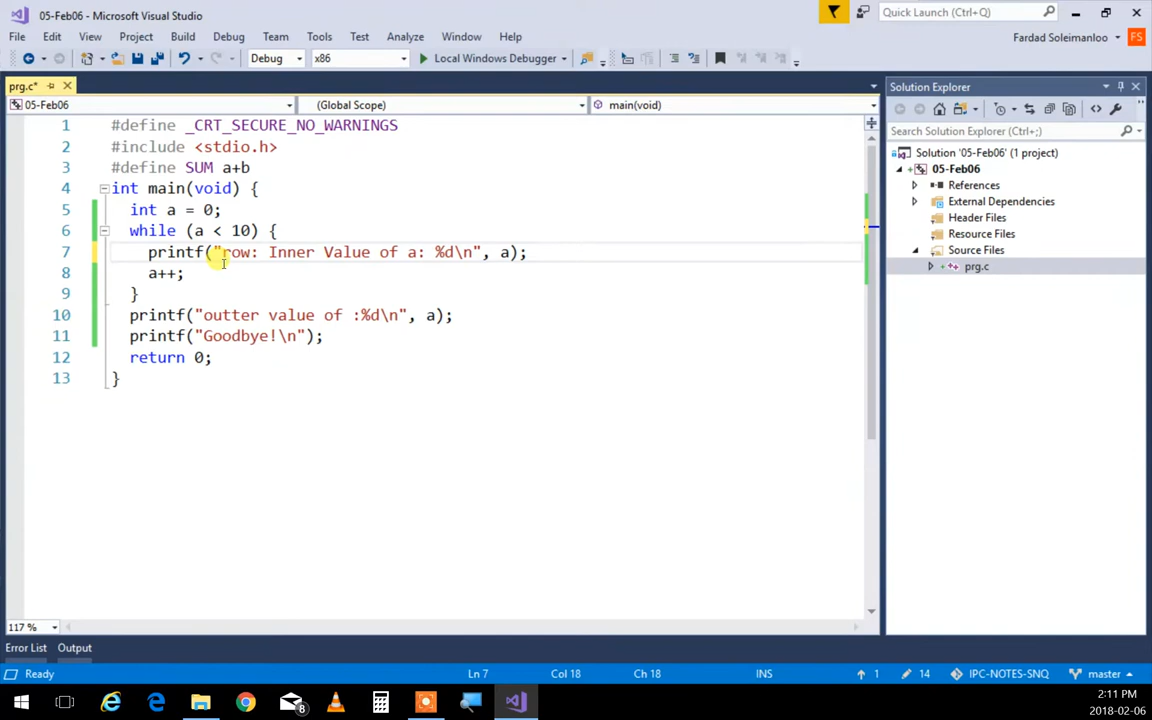 05-Feb06 - Microsoft Visual Studio
Quick Launch (Ctrl+Q)
File Edit View Project Build Debug Team Tools Test Analyze Window Help
Fardad Soleimanloo FS
Debug x86 Local Windows Debugger
prg.c*
05-Feb06 (Global Scope) main(void)
1 #define _CRT_SECURE_NO_WARNINGS
2 #include <stdio.h>
3 #define SUM a+b
4 int main(void) {
5 int a = 0;
6 while (a < 10) {
7 printf("row: Inner Value of a: %d\n", a);
8 a++;
9 }
10 printf("outter value of :%d\n", a);
11 printf("Goodbye!\n");
12 return 0;
13 }
117 %
Solution Explorer
Search Solution Explorer (Ctrl+;)
Solution '05-Feb06' (1 project)
05-Feb06
References
External Dependencies
Header Files
Resource Files
Source Files
prg.c
Error List Output
Ready Ln 7 Col 18 Ch 18 INS 1 14 IPC-NOTES-SNQ master
8
2:11 PM
2018-02-06